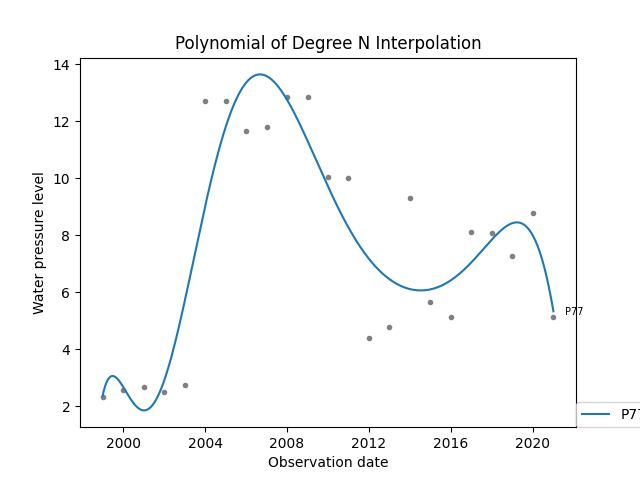 Polynomial of Degree N Interpolation
14
12
10
8
6
4
2
Water pressure level
P77
P77
2000 2004 2008 2012 2016 2020
Observation date